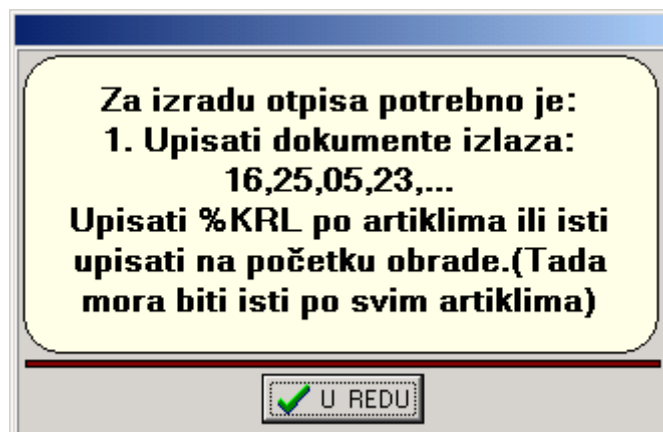 Za izradu otpisa potrebno je:
1. Upisati dokumente izlaza:
16,25,05,23,...
Upisati %KRL po artiklima ili isti
upisati na početku obrade.(Tada
mora biti isti po svim artiklima)
U REDU